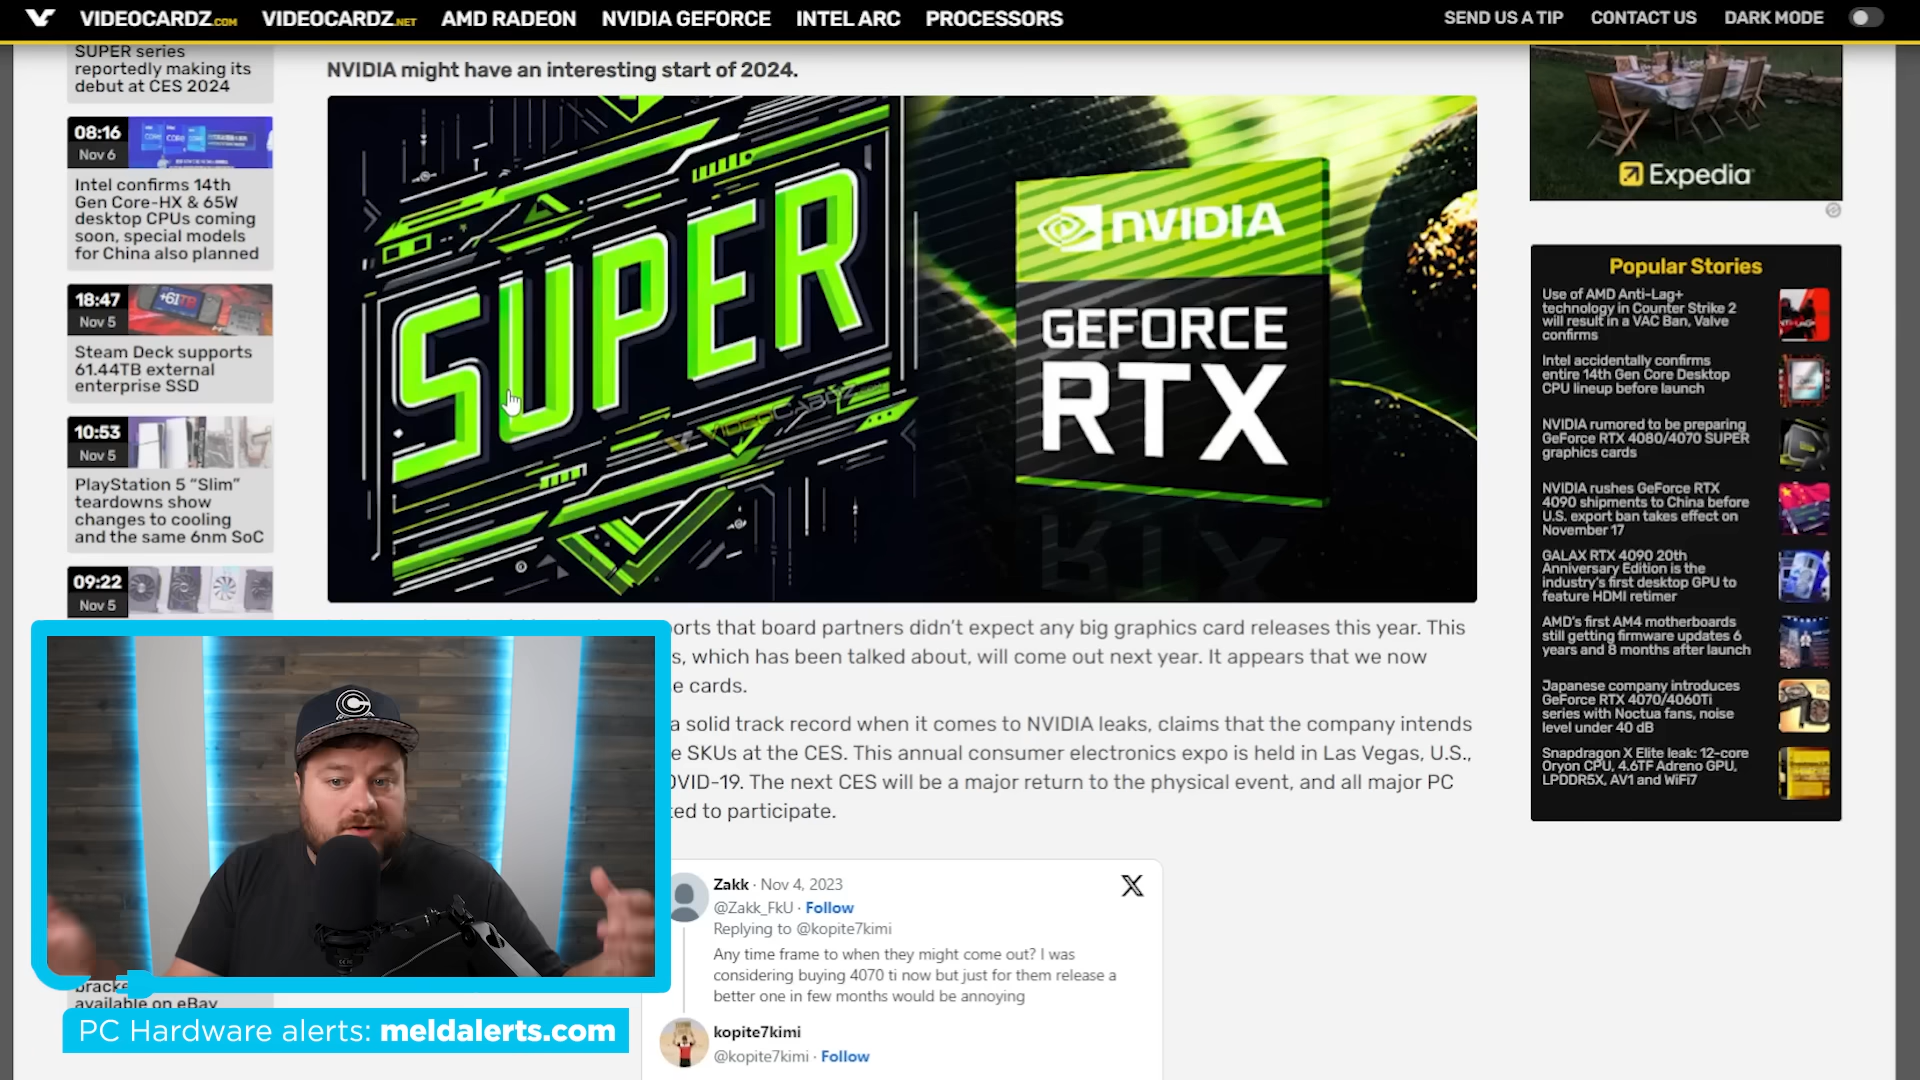 VIDEOCARDZ.COM
VIDEOCARDZ.NET
AMD RADEON
NVIDIA GEFORCE
INTEL ARC
PROCESSORS
SEND US A TIP
CONTACT US
DARK MODE
SUPER series
reportedly making its
debut at CES 2024
08:16
Nov 6
Intel confirms 14th
Gen Core-HX & 65W
desktop CPUs coming
soon, special models
for China also planned
18:47
Nov 5
+61TB
Steam Deck supports
61.44TB external
enterprise SSD
10:53
Nov 5
PlayStation 5 “Slim”
teardowns show
changes to cooling
and the same 6nm SoC
09:22
Nov 5
bracke
available on eBay
NVIDIA might have an interesting start of 2024.
SUPER
VIDEOCARDZ.COM
NVIDIA
GEFORCE
RTX
orts that board partners didn’t expect any big graphics card releases this year. This
s, which has been talked about, will come out next year. It appears that we now
e cards.
a solid track record when it comes to NVIDIA leaks, claims that the company intends
e SKUs at the CES. This annual consumer electronics expo is held in Las Vegas, U.S.,
OVID-19. The next CES will be a major return to the physical event, and all major PC
ted to participate.
Zakk · Nov 4, 2023
@Zakk_FkU · Follow
Replying to @kopite7kimi
Any time frame to when they might come out? I was
considering buying 4070 ti now but just for them release a
better one in few months would be annoying
kopite7kimi
@kopite7kimi · Follow
Expedia
Popular Stories
Use of AMD Anti-Lag+
technology in Counter Strike 2
will result in a VAC Ban, Valve
confirms
Intel accidentally confirms
entire 14th Gen Core Desktop
CPU lineup before launch
NVIDIA rumored to be preparing
GeForce RTX 4080/4070 SUPER
graphics cards
NVIDIA rushes GeForce RTX
4090 shipments to China before
U.S. export ban takes effect on
November 17
GALAX RTX 4090 20th
Anniversary Edition is the
industry’s first desktop GPU to
feature HDMI retimer
AMD’s first AM4 motherboards
still getting firmware updates 6
years and 8 months after launch
Japanese company introduces
GeForce RTX 4070/4060Ti
series with Noctua fans, noise
level under 40 dB
Snapdragon X Elite leak: 12-core
Oryon CPU, 4.6TF Adreno GPU,
LPDDR5X, AV1 and WiFi7
PC Hardware alerts: meldalerts.com